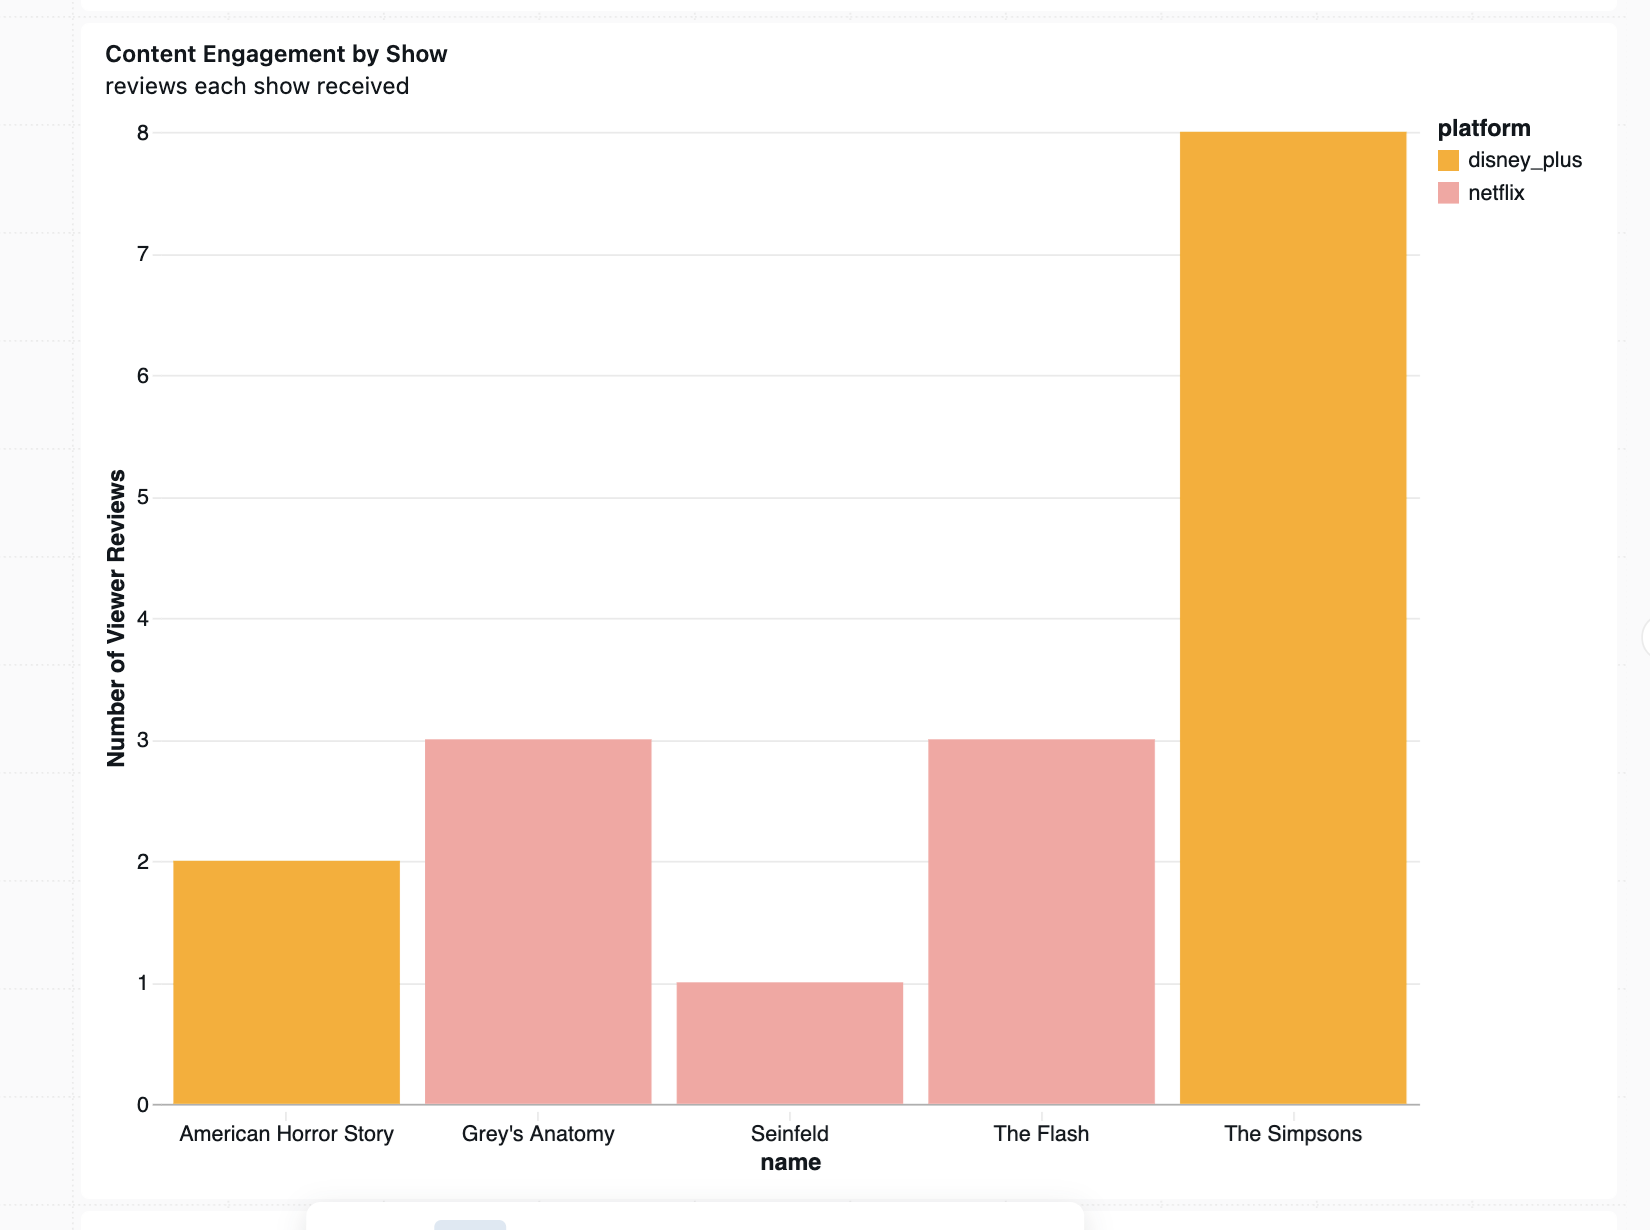 Content Engagement by Show
reviews each show received
platform
disney_plus
netflix
Number of Viewer Reviews
8
7
6
5
4
3
2
1
0
American Horror Story
Grey's Anatomy
Seinfeld
The Flash
The Simpsons
name